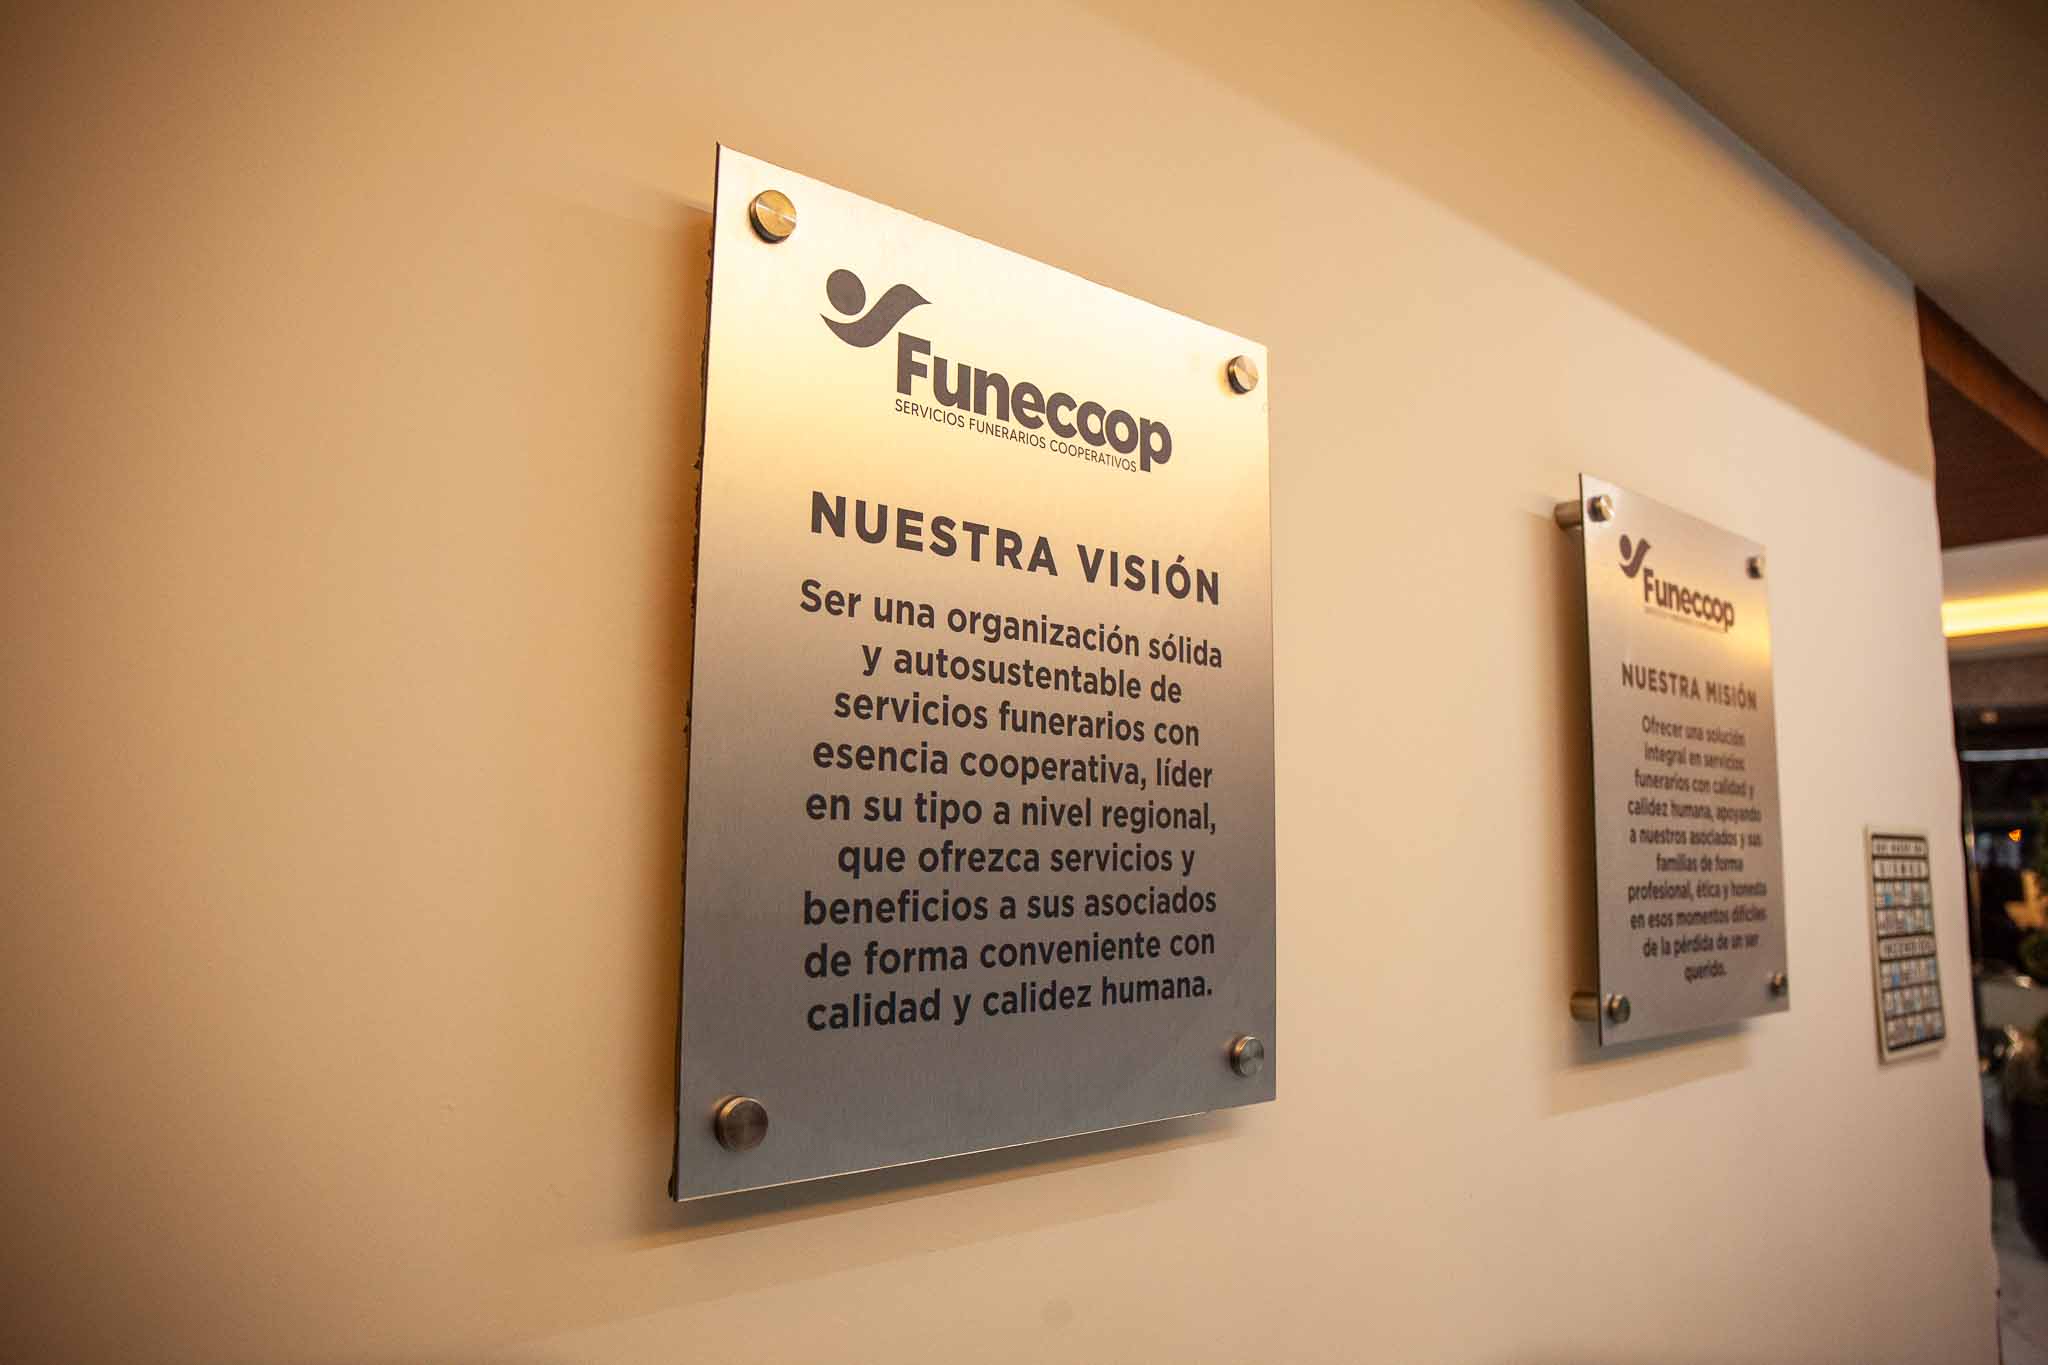 Funecoop
SERVICIOS FUNERARIOS COOPERATIVOS
NUESTRA VISIÓN
Ser una organización sólida
y autosustentable de
servicios funerarios con
esencia cooperativa, líder
en su tipo a nivel regional,
que ofrezca servicios y
beneficios a sus asociados
de forma conveniente con
calidad y calidez humana.
Funecoop
NUESTRA MISIÓN
Ofrecer una solución
integral en servicios
funerarios con calidad y
calidez humana, apoyando
a nuestros asociados y sus
familias de forma
profesional, ética y honesta
en esos momentos difíciles
de la pérdida de un ser
querido.